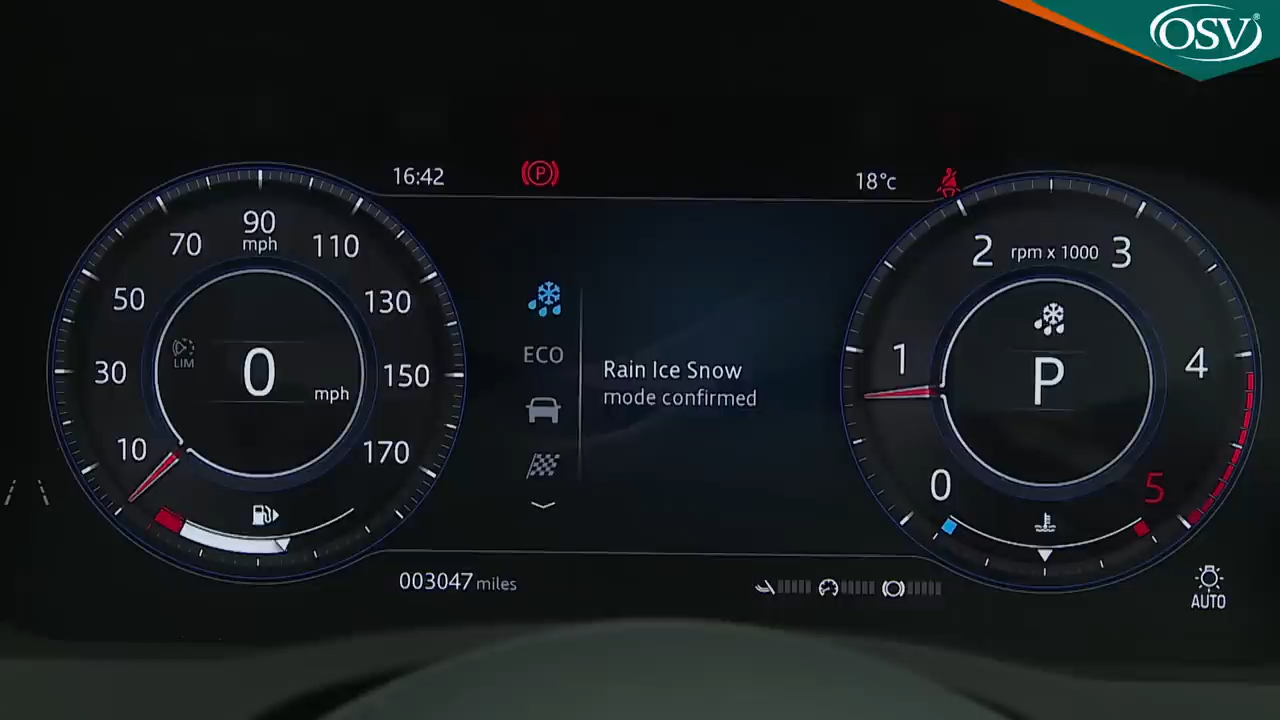 OSV®
16:42
P
18°c
90
mph
70
110
50
130
30
150
10
170
LIM
0
mph
ECO
Rain Ice Snow
mode confirmed
2
rpm x 1000
3
1
4
P
0
5
003047 miles
AUTO